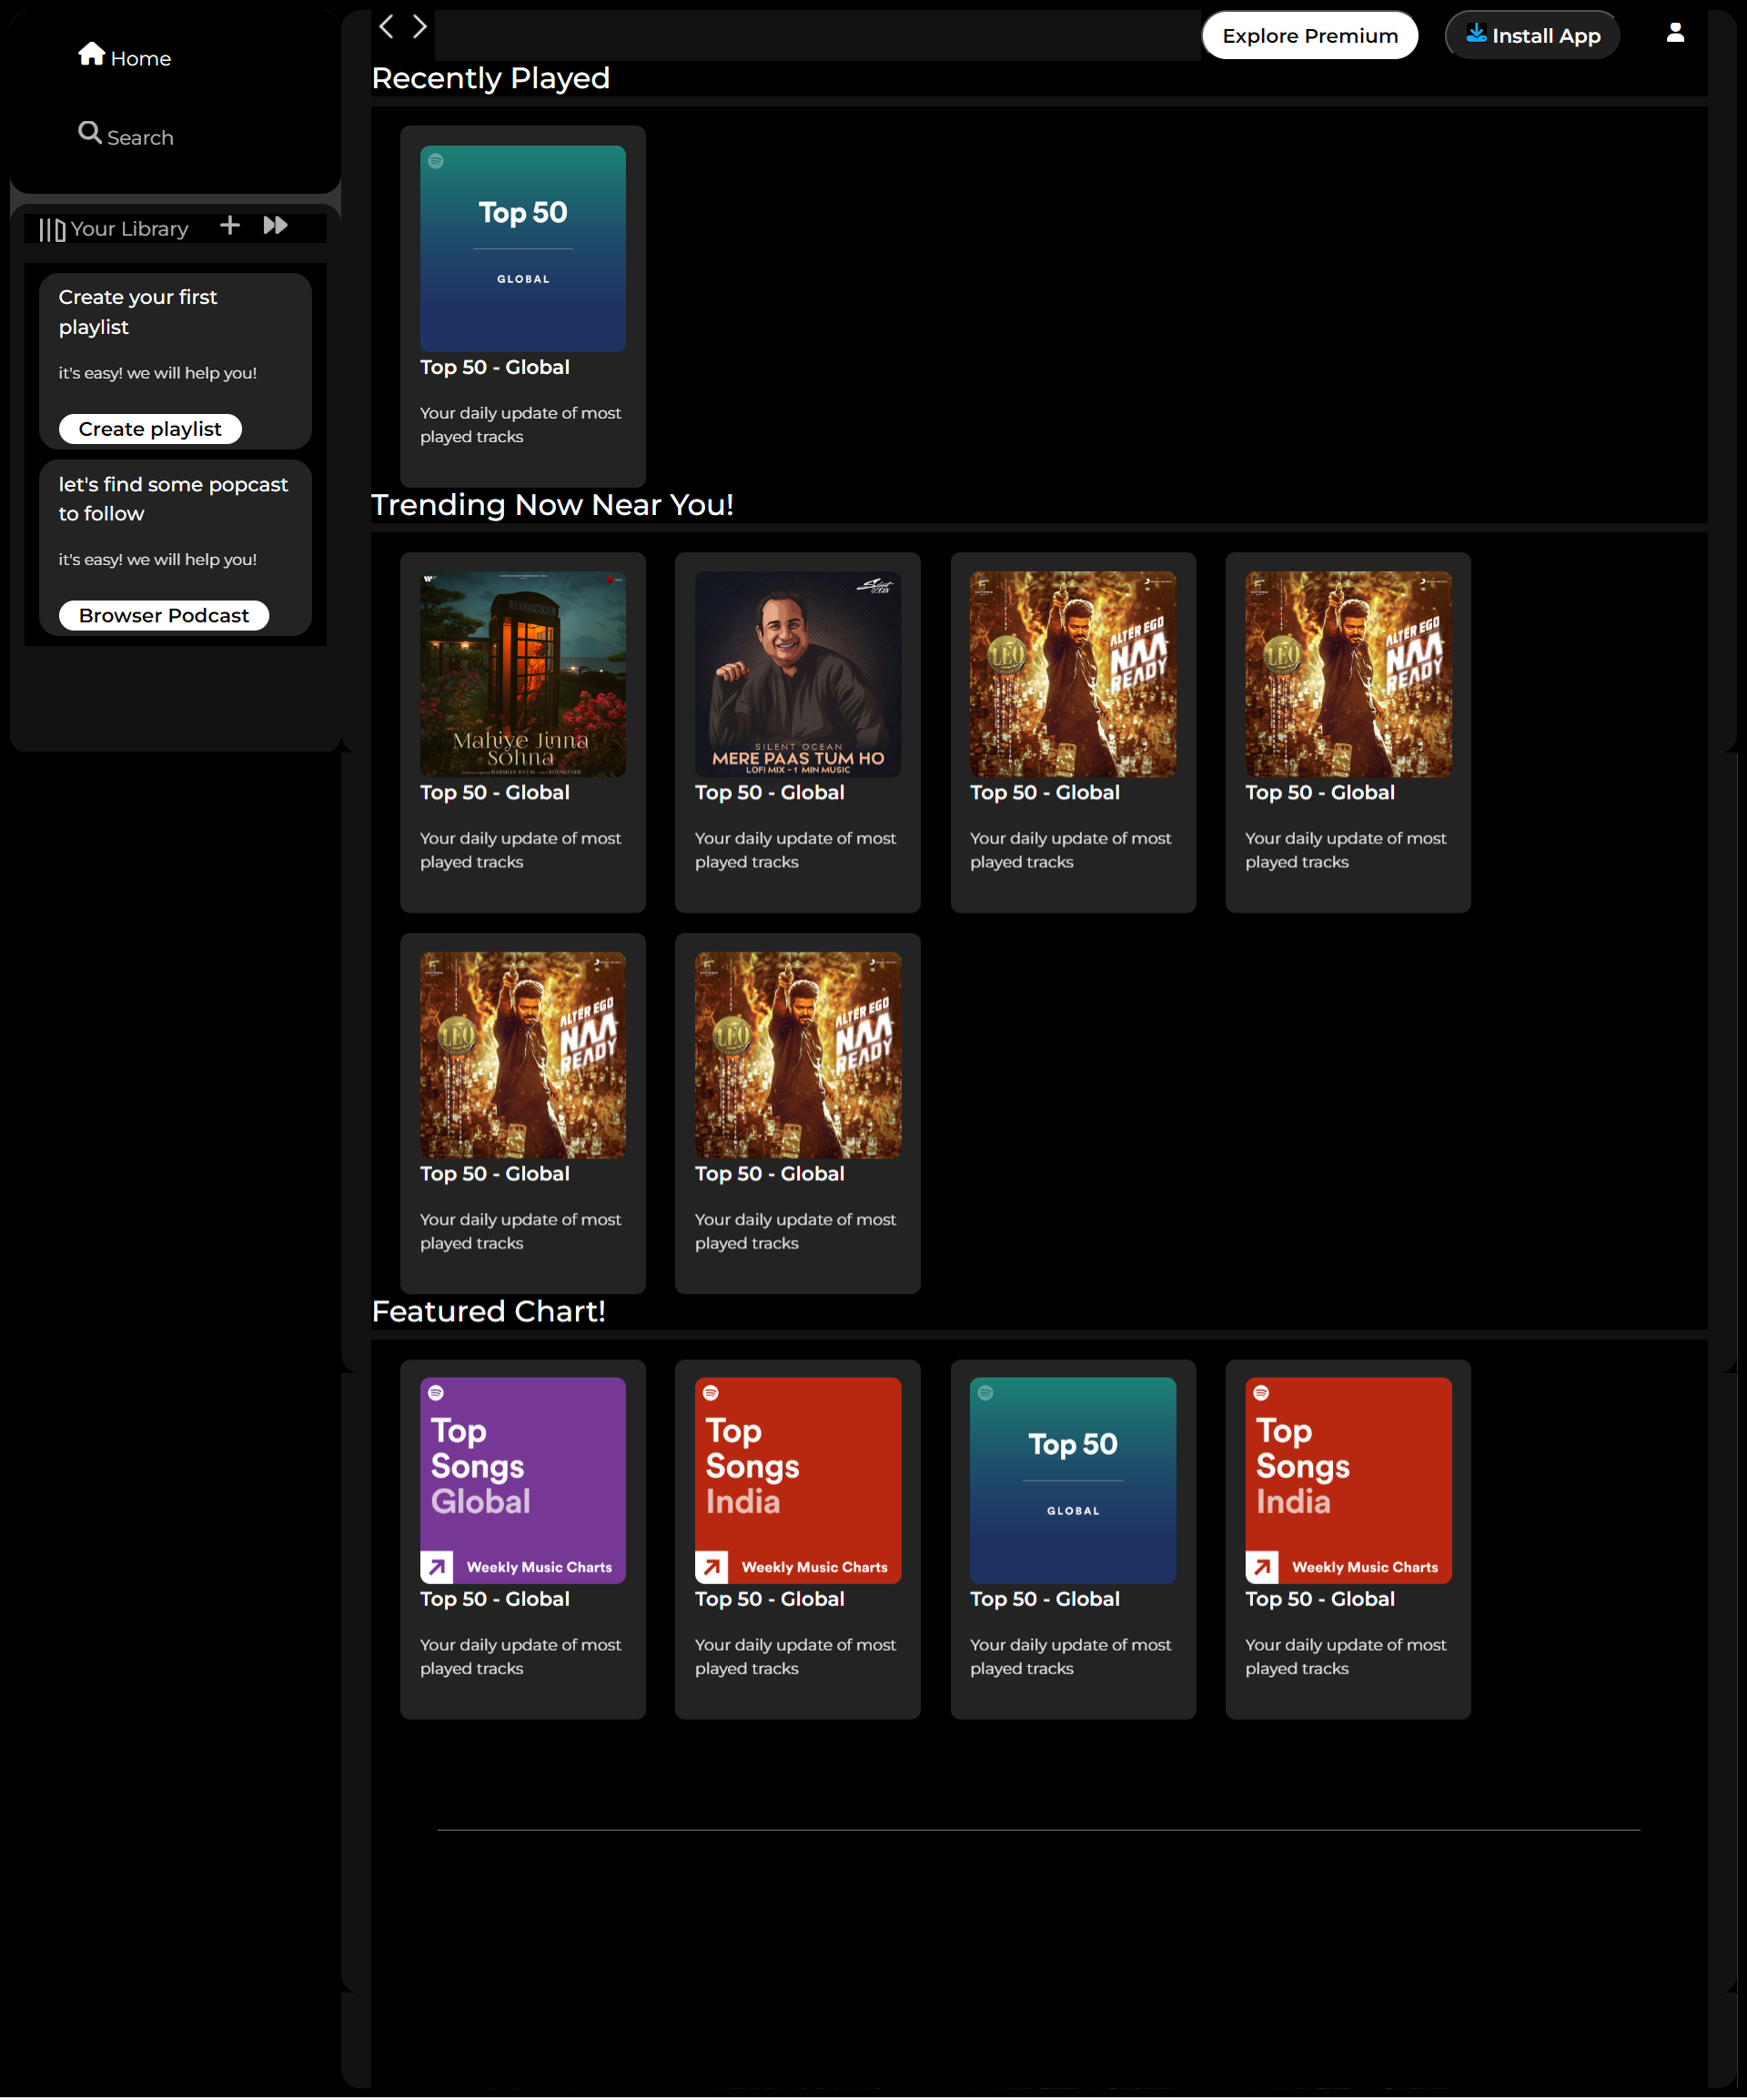 Home
Search
Your Library
Create your first
playlist
it's easy! we will help you!
Create playlist
let's find some popcast
to follow
it's easy! we will help you!
Browser Podcast
Explore Premium
Install App
Recently Played
Top 50
GLOBAL
Top 50 - Global
Your daily update of most
played tracks
Trending Now Near You!
TELEPHONE
Mahiye Jinna
Sohna
Top 50 - Global
Your daily update of most
played tracks
Silent
OCEAN
SILENT OCEAN
MERE PAAS TUM HO
LOFI MIX - 1 MIN MUSIC
Top 50 - Global
Your daily update of most
played tracks
LEO
ALTER EGO
NAA
READY
Top 50 - Global
Your daily update of most
played tracks
LEO
ALTER EGO
NAA
READY
Top 50 - Global
Your daily update of most
played tracks
LEO
ALTER EGO
NAA
READY
Top 50 - Global
Your daily update of most
played tracks
LEO
ALTER EGO
NAA
READY
Top 50 - Global
Your daily update of most
played tracks
Featured Chart!
Top
Songs
Global
Weekly Music Charts
Top 50 - Global
Your daily update of most
played tracks
Top
Songs
India
Weekly Music Charts
Top 50 - Global
Your daily update of most
played tracks
Top 50
GLOBAL
Top 50 - Global
Your daily update of most
played tracks
Top
Songs
India
Weekly Music Charts
Top 50 - Global
Your daily update of most
played tracks